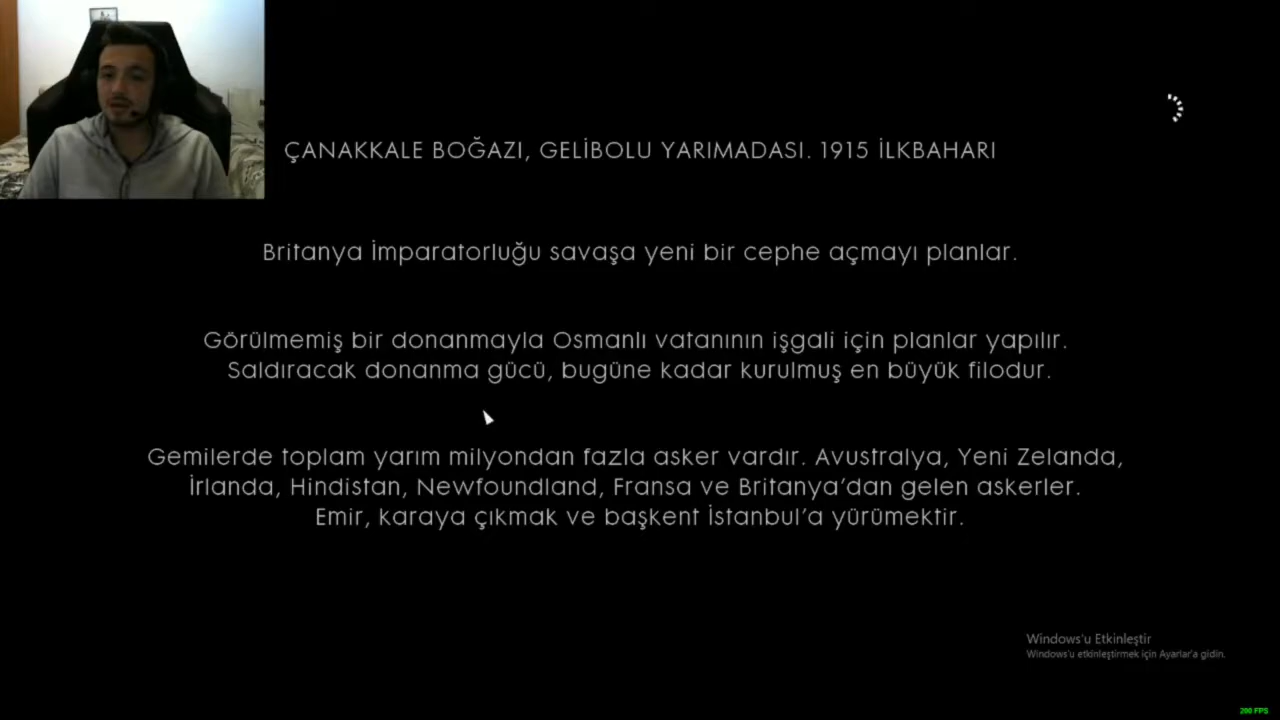 ÇANAKKALE BOĞAZI, GELİBOLU YARIMADASI. 1915 İLKBAHARI
Britanya İmparatorluğu savaşa yeni bir cephe açmayı planlar.
Görülmemiş bir donanmayla Osmanlı vatanının işgali için planlar yapılır.
Saldıracak donanma gücü, bugüne kadar kurulmuş en büyük filodur.
Gemilerde toplam yarım milyondan fazla asker vardır. Avustralya, Yeni Zelanda,
İrlanda, Hindistan, Newfoundland, Fransa ve Britanya’dan gelen askerler.
Emir, karaya çıkmak ve başkent İstanbul’a yürümektir.
Windows'u Etkinleştir
Windows'u etkinleştirmek için Ayarlar'a gidin.
200 FPS